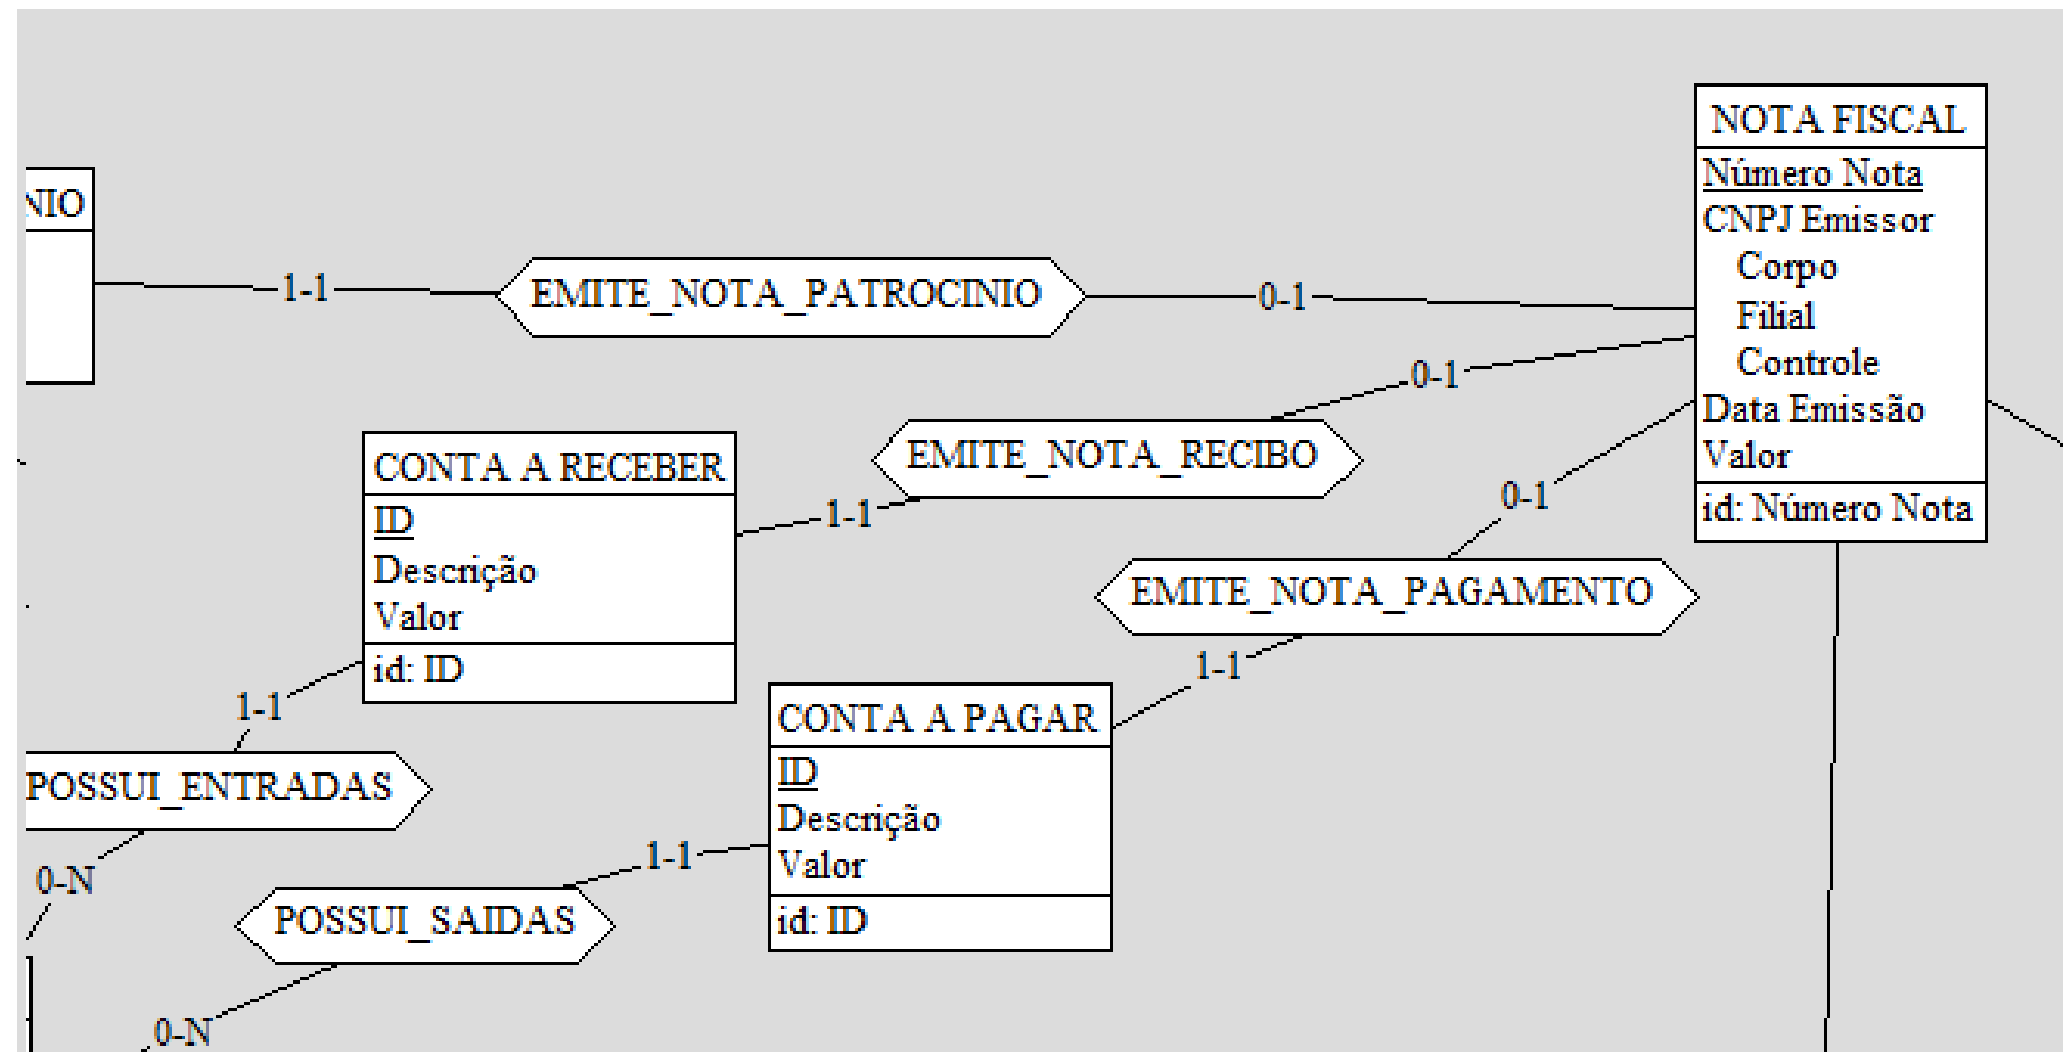 NOTA FISCAL
Número Nota
CNPJ Emissor
Corpo
Filial
Controle
Data Emissão
Valor
id: Número Nota
NIO
1-1
EMITE_NOTA_PATROCINIO
0-1
0-1
EMITE_NOTA_RECIBO
1-1
CONTA A RECEBER
ID
Descrição
Valor
id: ID
0-1
EMITE_NOTA_PAGAMENTO
1-1
CONTA A PAGAR
ID
Descrição
Valor
id: ID
1-1
POSSUI_ENTRADAS
0-N
1-1
POSSUI_SAIDAS
0-N